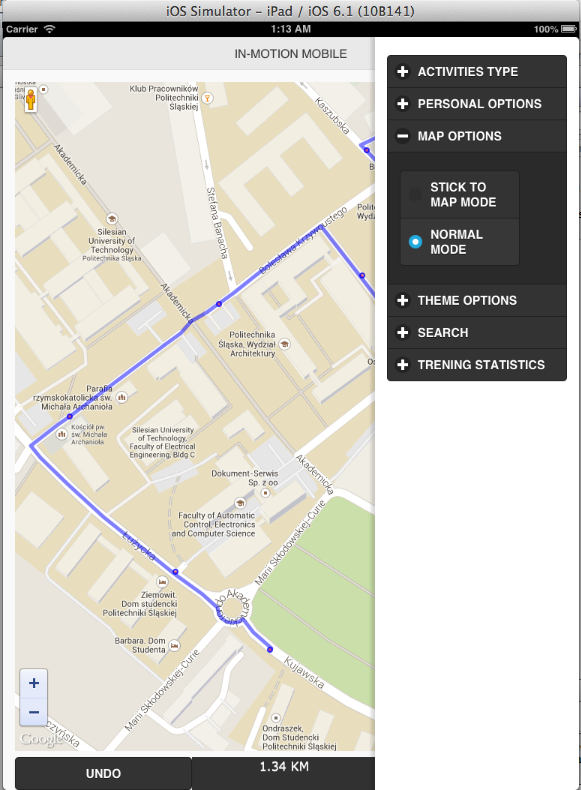 iOS Simulator – iPad / iOS 6.1 (10B141)
Carrier
1:13 AM
100%
IN-MOTION MOBILE
ACTIVITIES TYPE
PERSONAL OPTIONS
MAP OPTIONS
STICK TO
MAP MODE
NORMAL
MODE
THEME OPTIONS
SEARCH
TRENING STATISTICS
Klub Pracowników
Politechniki
Śląskiej
Kaszubska
Akademicka
Stefana Banacha
Silesian
University of
Technology
Politechnika Śląska
Bolesława Krzywoustego
Akademicka
Politechnika
Śląska, Wydział
Architektury
Parafia
rzymskokatolicka św.
Michała Archanioła
Kościół pw.
św. Michała
Archanioła
Silesian University
of Technology,
Faculty of Electrical
Engineering, Bldg C
Dokument-Serwis
Sp. z oo
Akademicka
Faculty of Automatic
Control, Electronics
and Computer Science
Marii Skłodowskiej-Curie
Łużycka
Ziemowit.
Dom studencki
Politechniki Śląskiej
Barbara. Dom
Studenta
Marii Skłodowskiej-Curie
Kujawska
Ondraszek,
Dom Studencki
Politechniki Śląskiej
+
−
Google
UNDO
1.34 KM